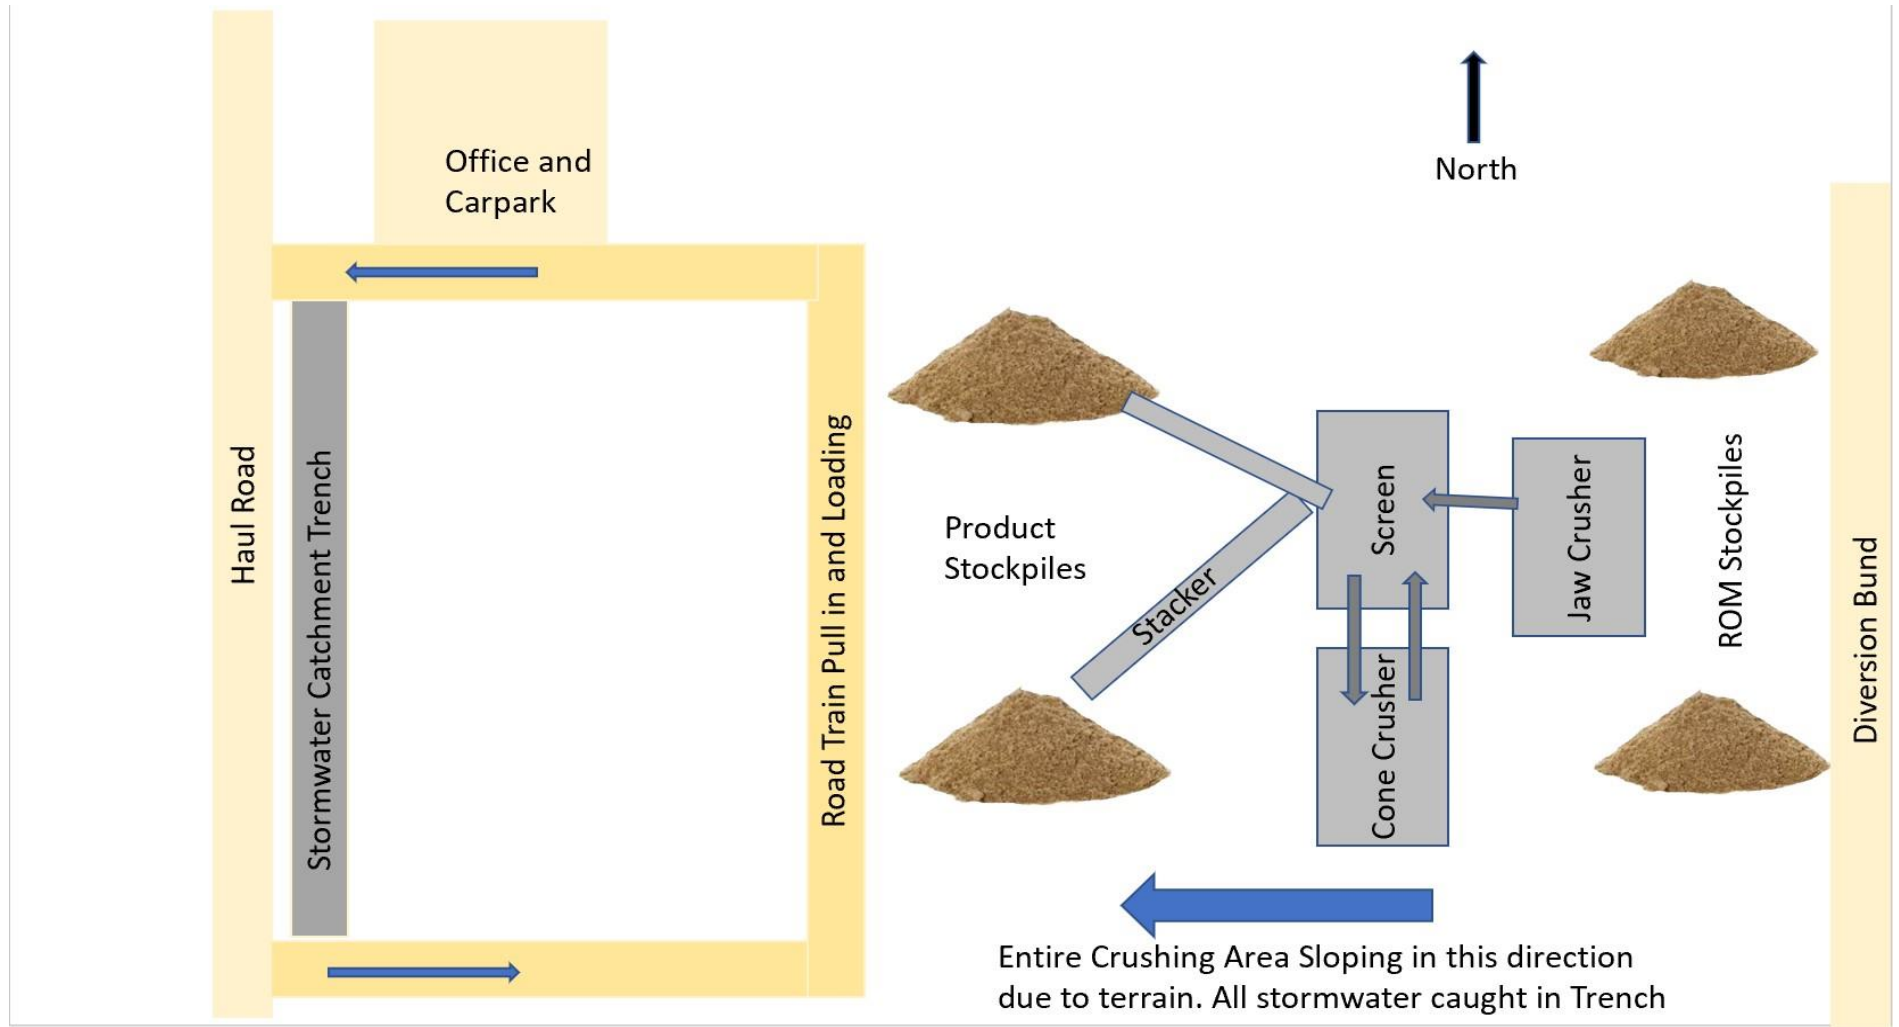 Office and
Carpark
North
Haul Road
Stormwater Catchment Trench
Road Train Pull in and Loading
Product
Stockpiles
Stacker
Screen
Cone Crusher
Jaw Crusher
ROM Stockpiles
Diversion Bund
Entire Crushing Area Sloping in this direction
due to terrain. All stormwater caught in Trench